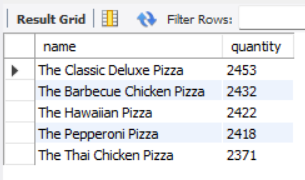 Result Grid Filter Rows:
name quantity
The Classic Deluxe Pizza 2453
The Barbecue Chicken Pizza 2432
The Hawaiian Pizza 2422
The Pepperoni Pizza 2418
The Thai Chicken Pizza 2371